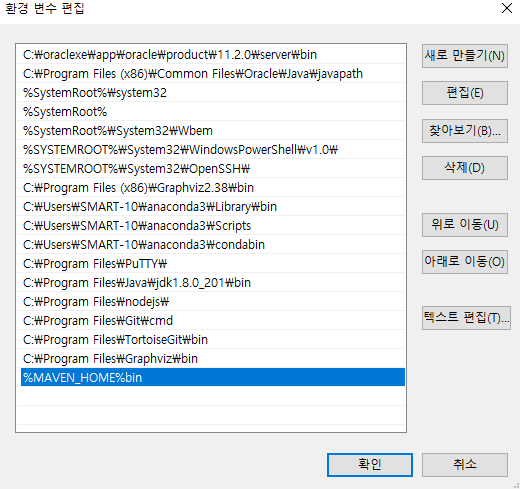 환경 변수 편집
C:₩oraclexe₩app₩oracle₩product₩11.2.0₩server₩bin
C:₩Program Files (x86)₩Common Files₩Oracle₩Java₩javapath
%SystemRoot%₩system32
%SystemRoot%
%SystemRoot%₩System32₩Wbem
%SYSTEMROOT%₩System32₩WindowsPowerShell₩v1.0₩
%SYSTEMROOT%₩System32₩OpenSSH₩
C:₩Program Files (x86)₩Graphviz2.38₩bin
C:₩Users₩SMART-10₩anaconda3₩Library₩bin
C:₩Users₩SMART-10₩anaconda3₩Scripts
C:₩Users₩SMART-10₩anaconda3₩condabin
C:₩Program Files₩PuTTY₩
C:₩Program Files₩Java₩jdk1.8.0_201₩bin
C:₩Program Files₩nodejs₩
C:₩Program Files₩Git₩cmd
C:₩Program Files₩TortoiseGit₩bin
C:₩Program Files₩Graphviz₩bin
%MAVEN_HOME%bin
새로 만들기(N)
편집(E)
찾아보기(B)...
삭제(D)
위로 이동(U)
아래로 이동(O)
텍스트 편집(T)...
확인
취소